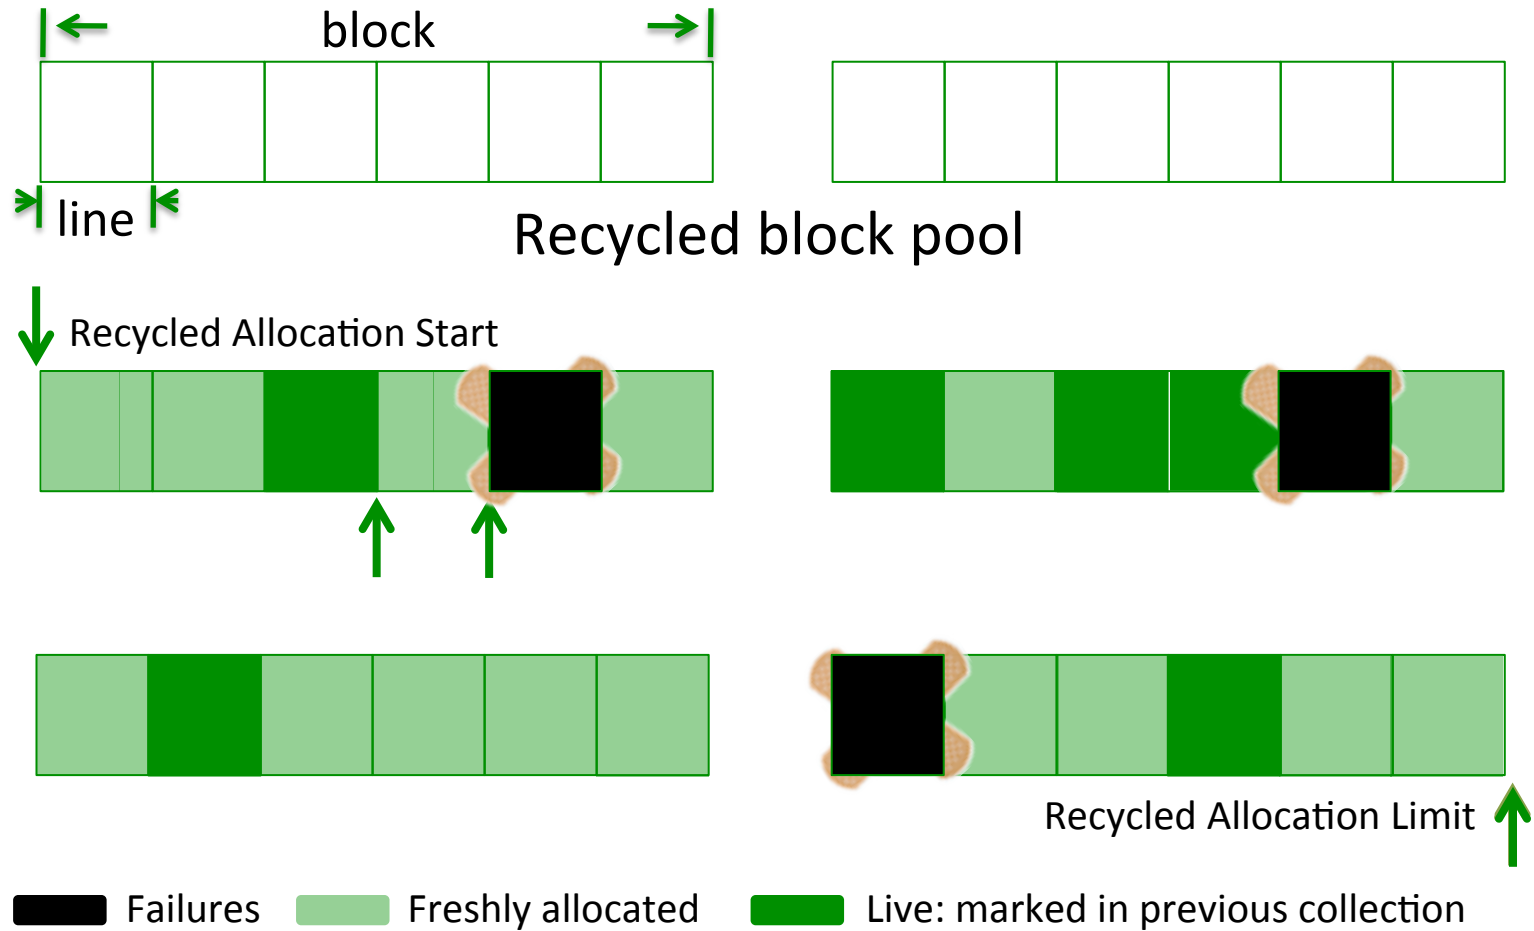 block
line
Recycled block pool
Recycled Allocation Start
Recycled Allocation Limit
Failures
Freshly allocated
Live: marked in previous collection